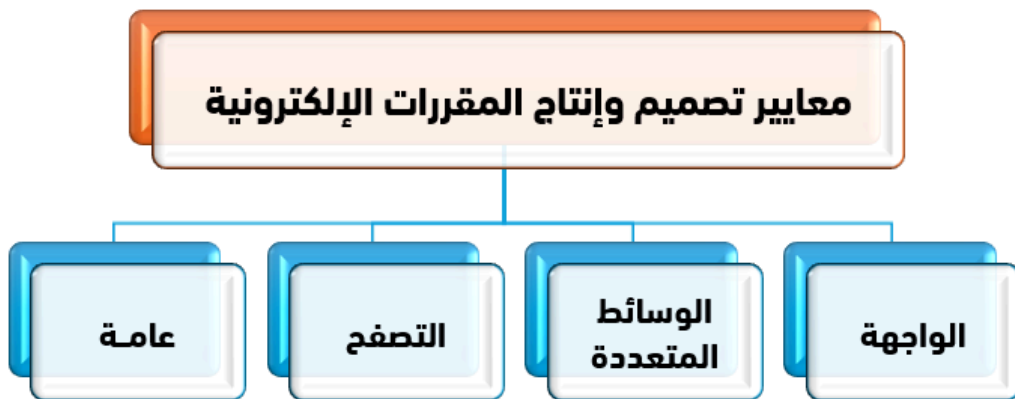 معايير تصميم وإنتاج المقررات الإلكترونية
الواجهة
الوسائط
المتعددة
التصفح
عامـة